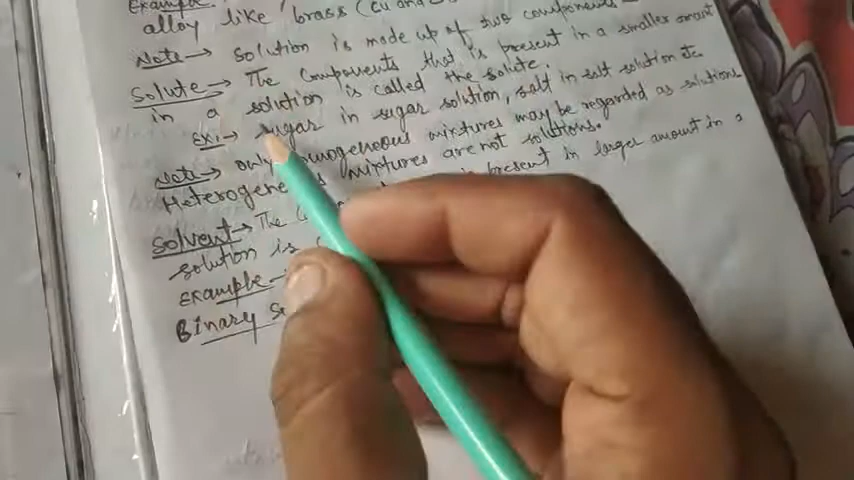 Example
alloy like brass (Cu and
Note → Solution is made up of two components
Solute → The Components that is present in a smaller amount
in a solution is called the solute.
Ex:→ sugar in sugar solution, salt in salt solution etc
Note → only homogeneous mixtures may be regarded as solutions
Heterogeneous mixtures are not solutions.
Solvent → The is present in larger amount in a
solution is
Example
Binary